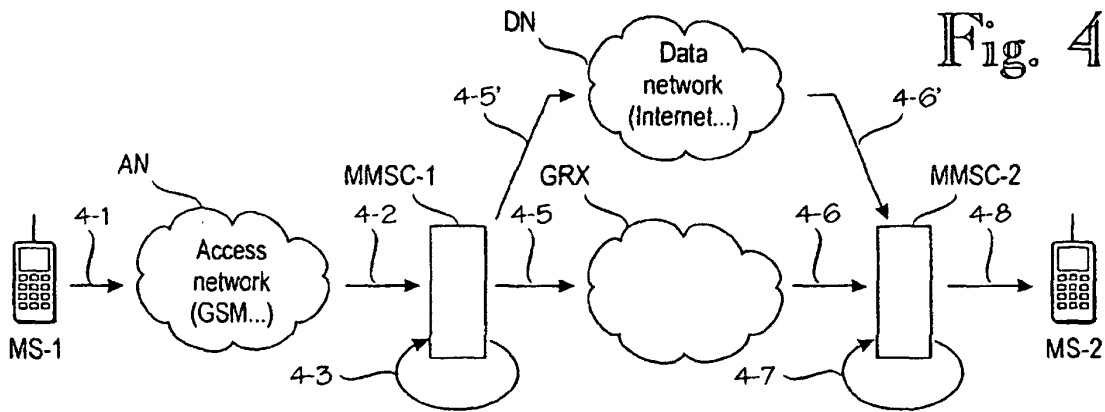 Fig. 4
DN
Data
network
(Internet...)
4-5'
4-6'
AN
MMSC-1
GRX
MMSC-2
4-1
4-2
4-5
4-6
4-8
Access
network
(GSM...)
MS-1
MS-2
4-3
4-7